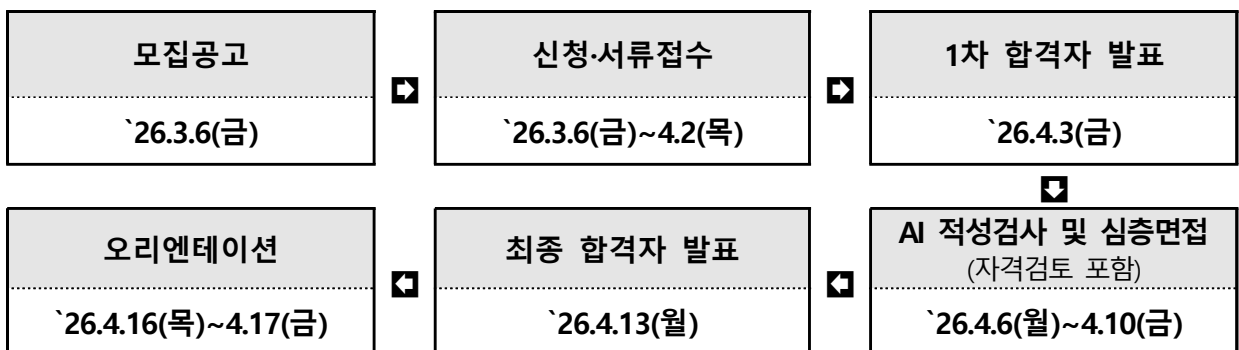 모집공고
`26.3.6(금)
신청·서류접수
`26.3.6(금)~4.2(목)
1차 합격자 발표
`26.4.3(금)
AI 적성검사 및 심층면접
(자격검토 포함)
`26.4.6(월)~4.10(금)
최종 합격자 발표
`26.4.13(월)
오리엔테이션
`26.4.16(목)~4.17(금)